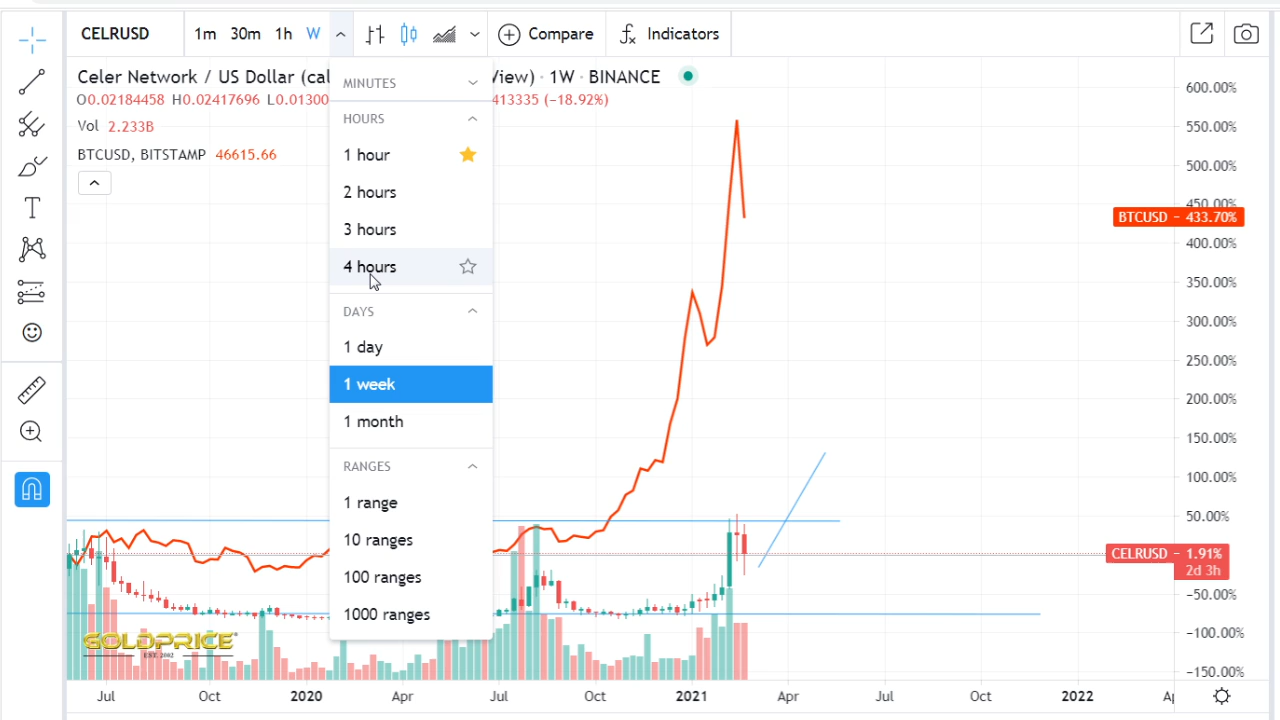 CELRUSD 1m 30m 1h W Compare Indicators
Celer Network / US Dollar (cal View) · 1W · BINANCE
O0.02184458 H0.02417696 L0.01300 413335 (−18.92%)
Vol 2.233B
BTCUSD, BITSTAMP 46615.66
MINUTES
HOURS
1 hour
2 hours
3 hours
4 hours
DAYS
1 day
1 week
1 month
RANGES
1 range
10 ranges
100 ranges
1000 ranges
600.00%
550.00%
500.00%
450.00%
BTCUSD − 433.70%
400.00%
350.00%
300.00%
250.00%
200.00%
150.00%
100.00%
50.00%
CELRUSD − 1.91%
2d 3h
−50.00%
−100.00%
−150.00%
GOLDPRICE
EST. 2002
Jul Oct 2020 Apr Jul Oct 2021 Apr Jul Oct 2022